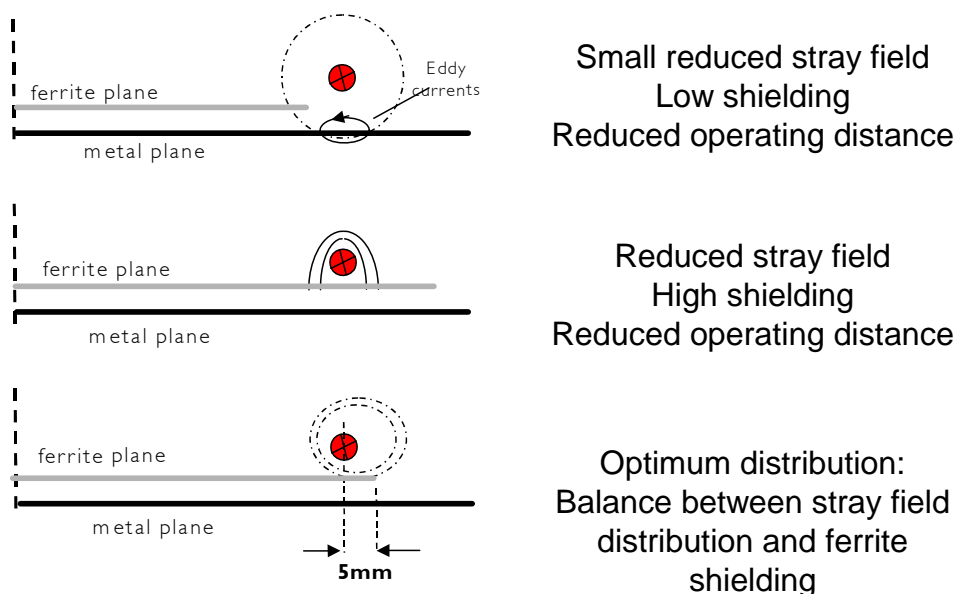 Eddy
currents
ferrite plane
metal plane
Small reduced stray field
Low shielding
Reduced operating distance
ferrite plane
metal plane
Reduced stray field
High shielding
Reduced operating distance
ferrite plane
metal plane
5mm
Optimum distribution:
Balance between stray field
distribution and ferrite
shielding